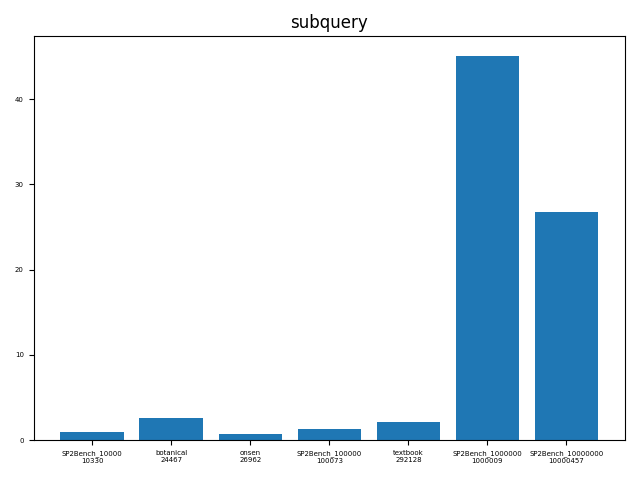 subquery
40
30
20
10
0
SP2Bench_10000 botanical onsen SP2Bench_100000 textbook SP2Bench_1000000 SP2Bench_10000000
10330 24467 26962 100073 292128 1000009 10000457